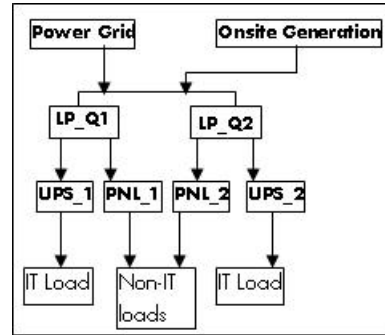 Power Grid
Onsite Generation
LP_Q1
LP_Q2
UPS_1
PNL_1
PNL_2
UPS_2
IT Load
Non-IT
loads
IT Load